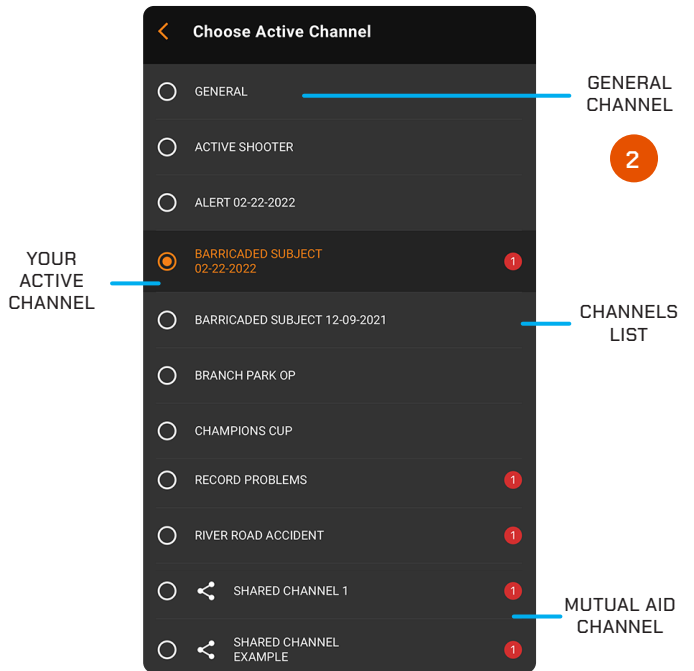 Choose Active Channel
GENERAL
GENERAL
CHANNEL
2
ACTIVE SHOOTER
ALERT 02-22-2022
YOUR
ACTIVE
CHANNEL
BARRICADED SUBJECT
02-22-2022
1
BARRICADED SUBJECT 12-09-2021
CHANNELS
LIST
BRANCH PARK OP
CHAMPIONS CUP
RECORD PROBLEMS
1
RIVER ROAD ACCIDENT
1
SHARED CHANNEL 1
1
MUTUAL AID
CHANNEL
SHARED CHANNEL
EXAMPLE
1